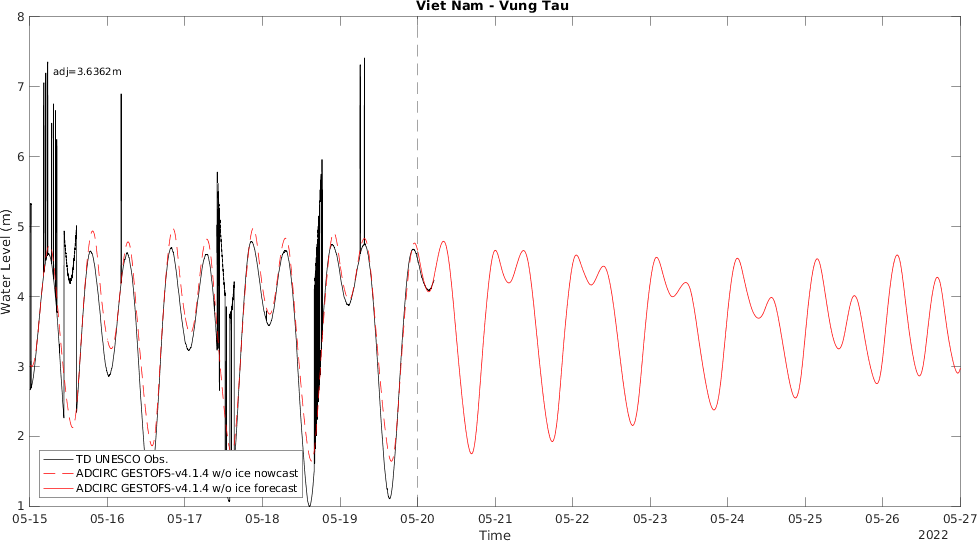 Viet Nam - Vung Tau
8
7
6
5
4
3
2
1
Water Level (m)
adj=3.6362m
TD UNESCO Obs.
ADCIRC GESTOFS-v4.1.4 w/o ice nowcast
ADCIRC GESTOFS-v4.1.4 w/o ice forecast
05-15 05-16 05-17 05-18 05-19 05-20 05-21 05-22 05-23 05-24 05-25 05-26 05-27
Time
2022